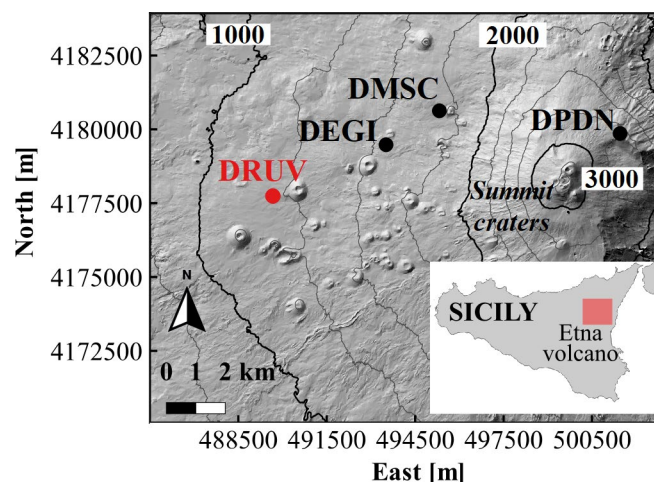 1000
2000
4182500
DMSC
4180000
DEGI
DPDN
DRUV
3000
4177500
Summit
craters
North [m]
4175000
N
SICILY
Etna
volcano
4172500
0 1 2 km
488500 491500 494500 497500 500500
East [m]